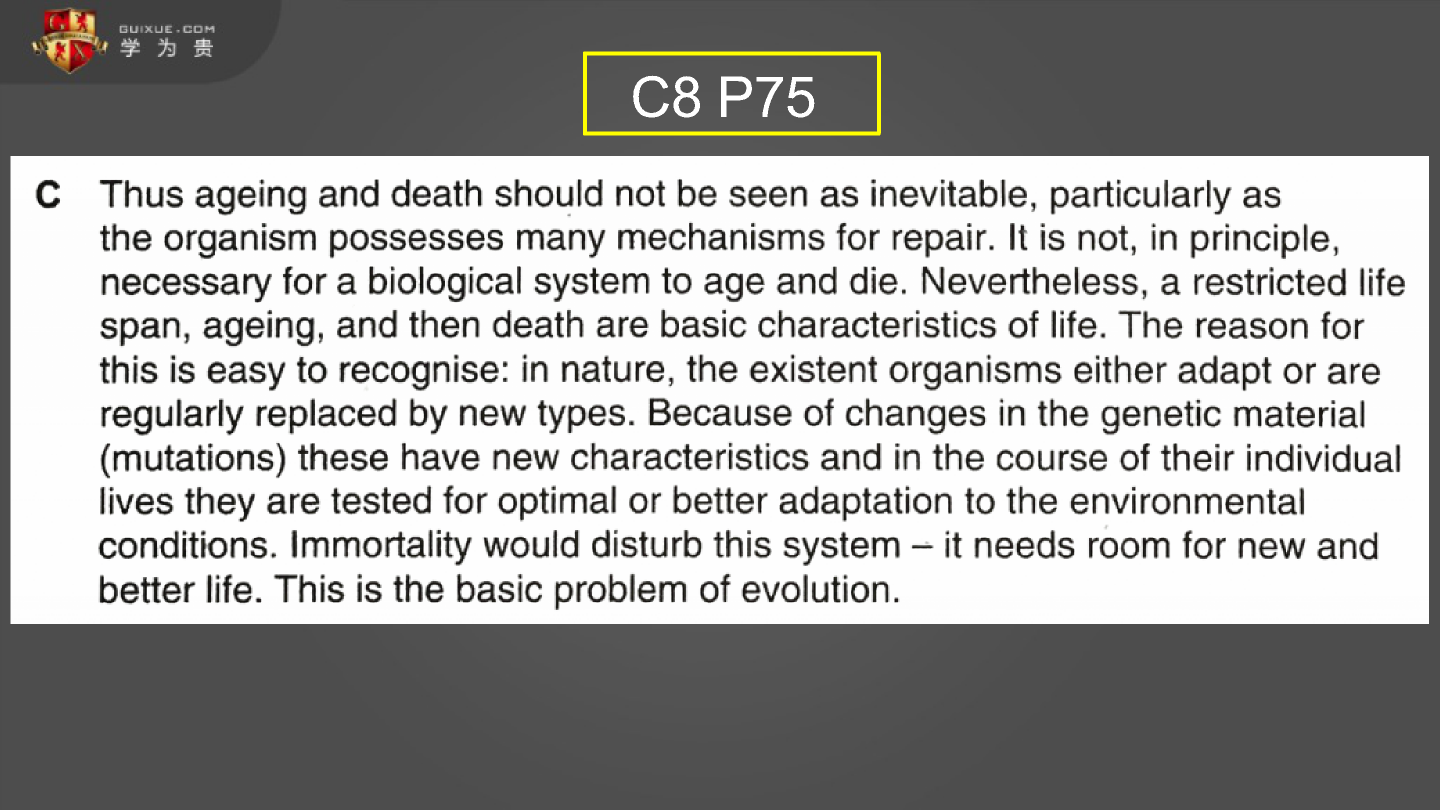 GUIXUE.COM
学为贵
C8 P75
C Thus ageing and death should not be seen as inevitable, particularly as
the organism possesses many mechanisms for repair. It is not, in principle,
necessary for a biological system to age and die. Nevertheless, a restricted life
span, ageing, and then death are basic characteristics of life. The reason for
this is easy to recognise: in nature, the existent organisms either adapt or are
regularly replaced by new types. Because of changes in the genetic material
(mutations) these have new characteristics and in the course of their individual
lives they are tested for optimal or better adaptation to the environmental
conditions. Immortality would disturb this system – it needs room for new and
better life. This is the basic problem of evolution.